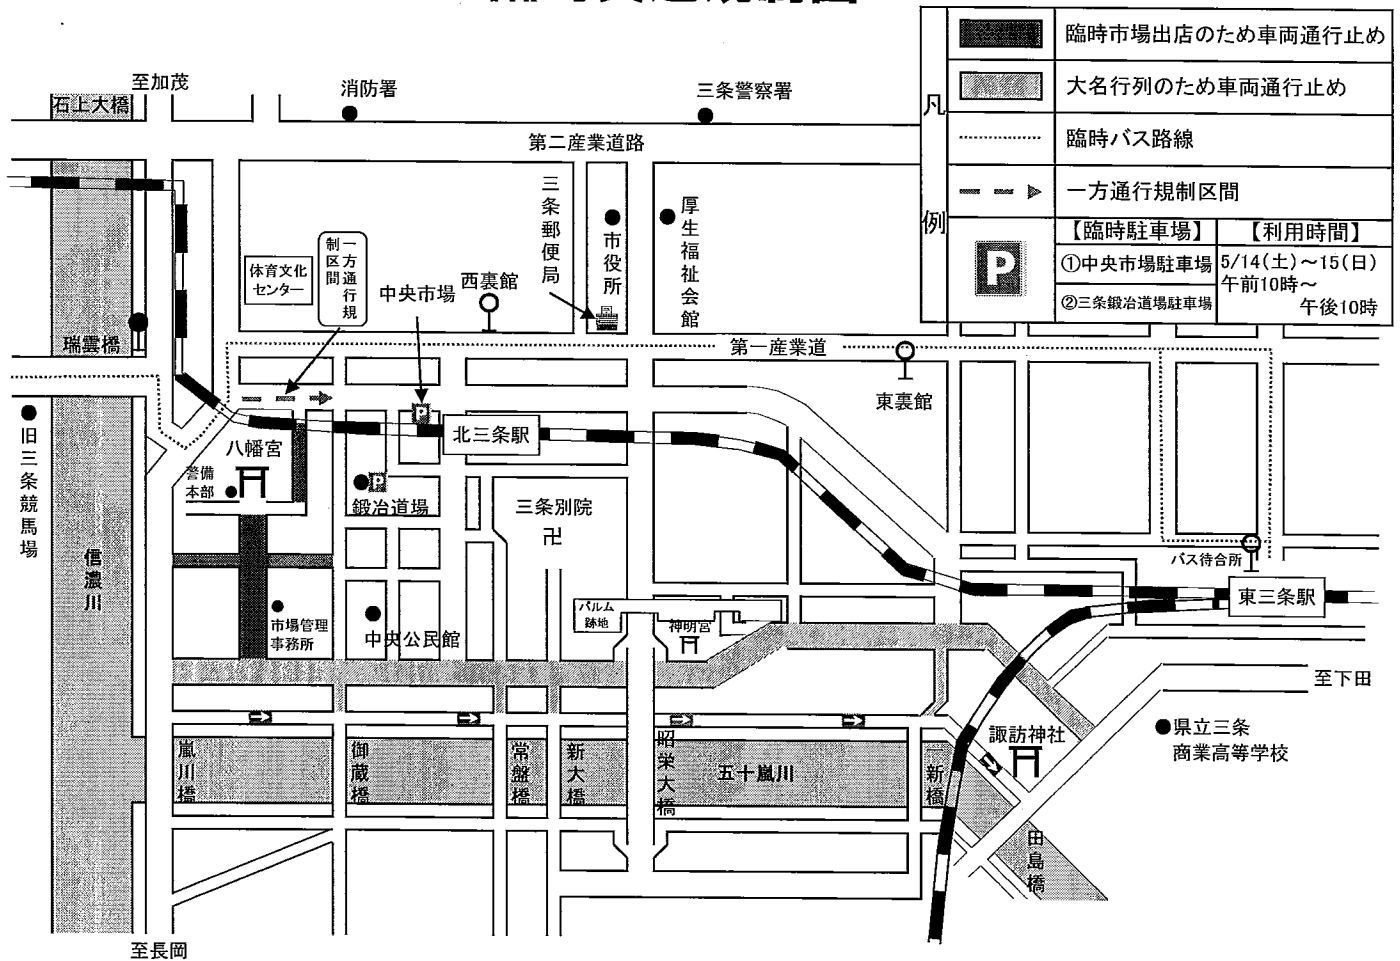 凡例
臨時市場出店のため車両通行止め
大名行列のため車両通行止め
臨時バス路線
一方通行規制区間
【臨時駐車場】
【利用時間】
①中央市場駐車場
②三条鍛冶道場駐車場
5/14(土)～15(日)
午前10時～
午後10時
P
至加茂
石上大橋
消防署
三条警察署
第二産業道路
三条郵便局
市役所
厚生福祉会館
体育文化
センター
一方通行規
制区間
中央市場
西裏館
瑞雲橋
第一産業道
東裏館
旧三条競馬場
八幡宮
警備
本部
P
北三条駅
P
鍛冶道場
三条別院
卍
信濃川
バス待合所
東三条駅
市場管理
事務所
中央公民館
パルム
跡地
神明宮
至下田
県立三条
商業高等学校
諏訪神社
嵐川橋
御蔵橋
常盤橋
新大橋
昭栄大橋
五十嵐川
新橋
田島橋
至長岡